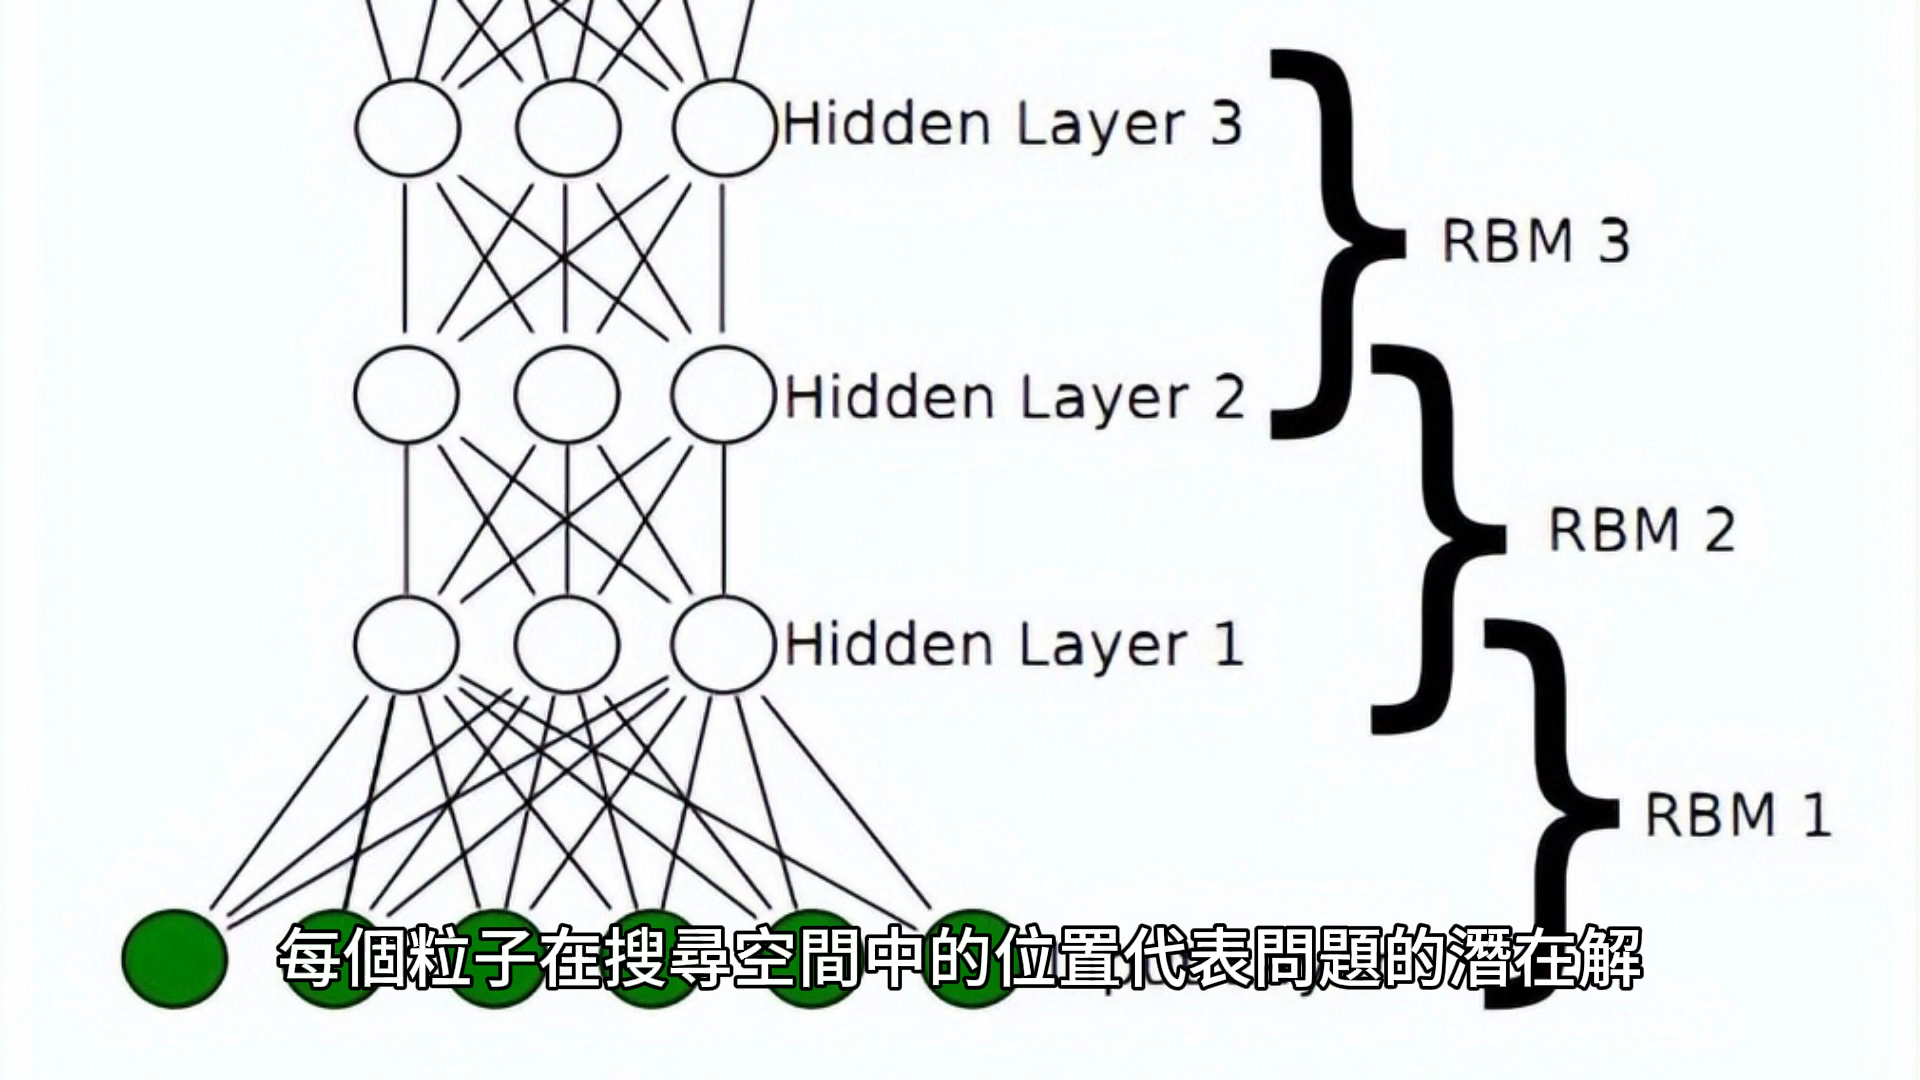 Hidden Layer 3
RBM 3
Hidden Layer 2
RBM 2
Hidden Layer 1
RBM 1
每個粒子在搜尋空間中的位置代表問題的潛在解